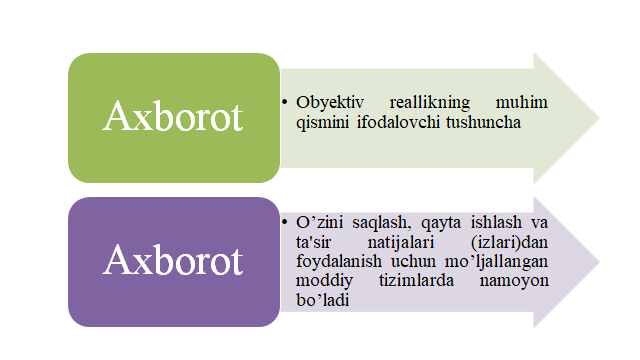 Axborot
• Obyektiv reallikning muhim
qismini ifodalovchi tushuncha
Axborot
• O’zini saqlash, qayta ishlash va
ta'sir natijalari (izlari)dan
foydalanish uchun mo’ljallangan
moddiy tizimlarda namoyon
bo’ladi